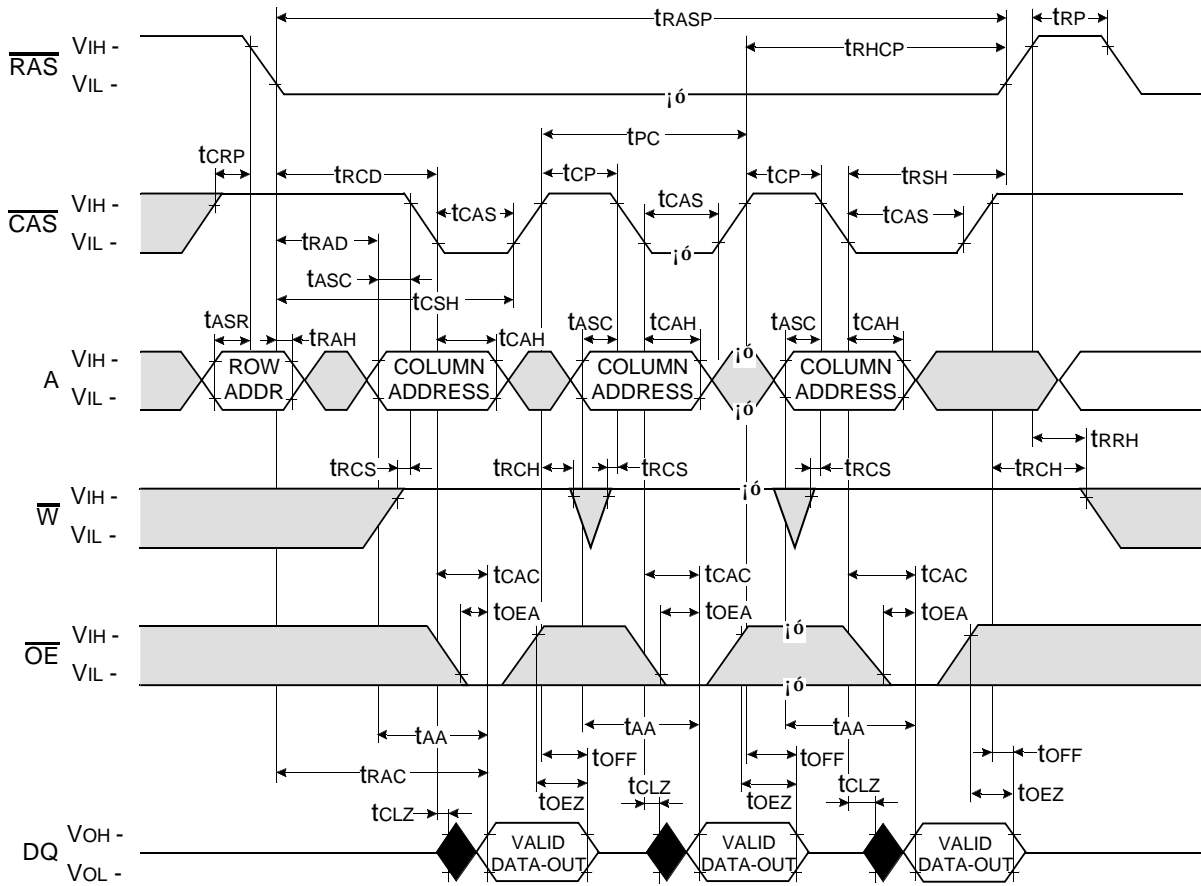 tRASP
tRP
VIH -
tRHCP
RAS
VIL -
¡ó
tPC
tCRP
tRCD
tCP
tCP
tRSH
VIH -
CAS
tCAS
tCAS
tCAS
VIL -
¡ó
tRAD
tASC
tCSH
tASR
tRAH
tCAH
tASC
tCAH
tASC
tCAH
VIH -
¡ó
A
ROW
ADDR
COLUMN
ADDRESS
COLUMN
ADDRESS
COLUMN
ADDRESS
VIL -
¡ó
tRRH
tRCS
tRCH
tRCS
tRCS
tRCH
VIH -
¡ó
W
VIL -
tCAC
tCAC
tCAC
tOEA
tOEA
tOEA
VIH -
¡ó
OE
VIL -
¡ó
tAA
tAA
tAA
tOFF
tOFF
tOFF
tRAC
tCLZ
tOEZ
tCLZ
tOEZ
tCLZ
tOEZ
VOH -
DQ
VALID
DATA-OUT
VALID
DATA-OUT
VALID
DATA-OUT
VOL -